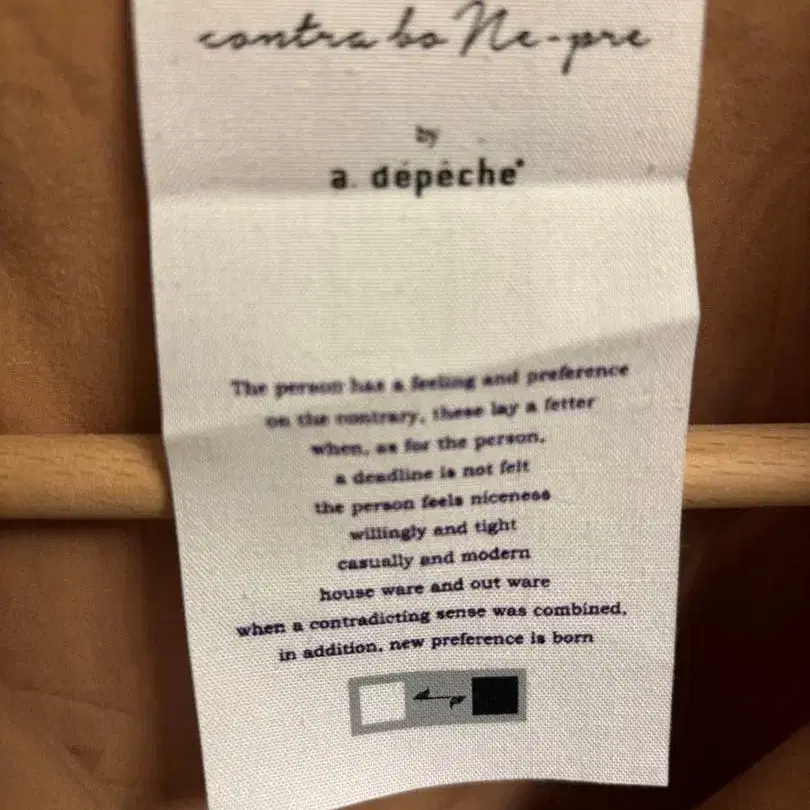 contra bo Ne-pre
by
a. dépêche
The person has a feeling and preference
on the contrary, these lay a fetter
when, as for the person,
a deadline is not felt
the person feels niceness
willingly and tight
casually and modern
house ware and out ware
when a contradicting sense was combined,
in addition, new preference is born